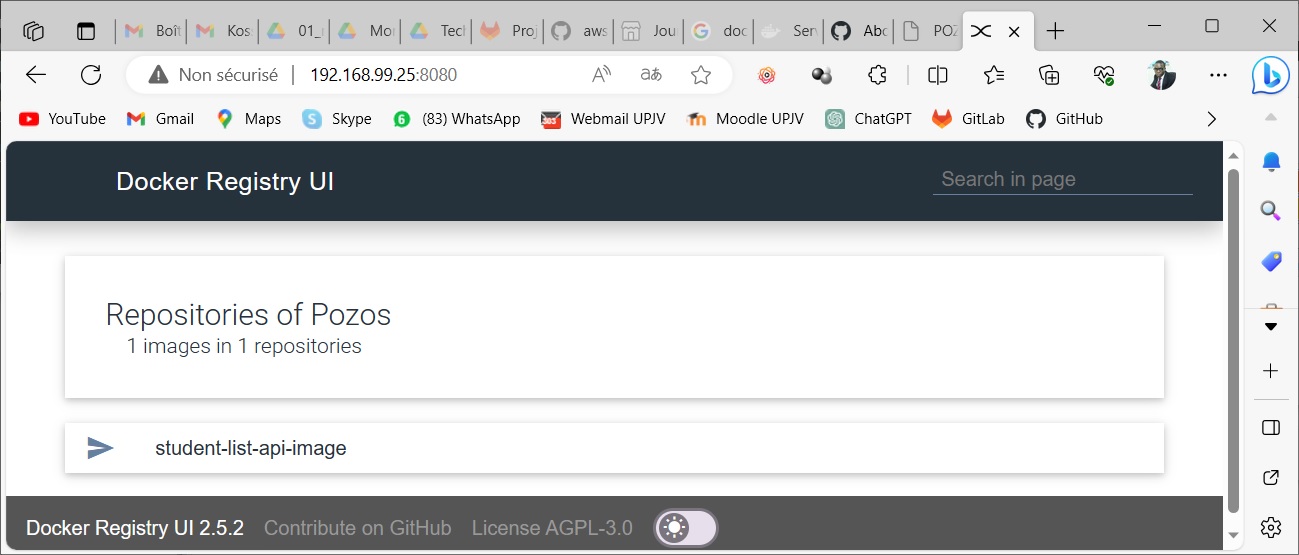 Boît
Kos
01_
Mo
Tech
Proj
aws
Jou
doc
Ser
Abc
POZ
Non sécurisé | 192.168.99.25:8080
YouTube
Gmail
Maps
Skype
(83) WhatsApp
Webmail UPJV
Moodle UPJV
ChatGPT
GitLab
GitHub
Docker Registry UI
Search in page
Repositories of Pozos
1 images in 1 repositories
student-list-api-image
Docker Registry UI 2.5.2
Contribute on GitHub
License AGPL-3.0